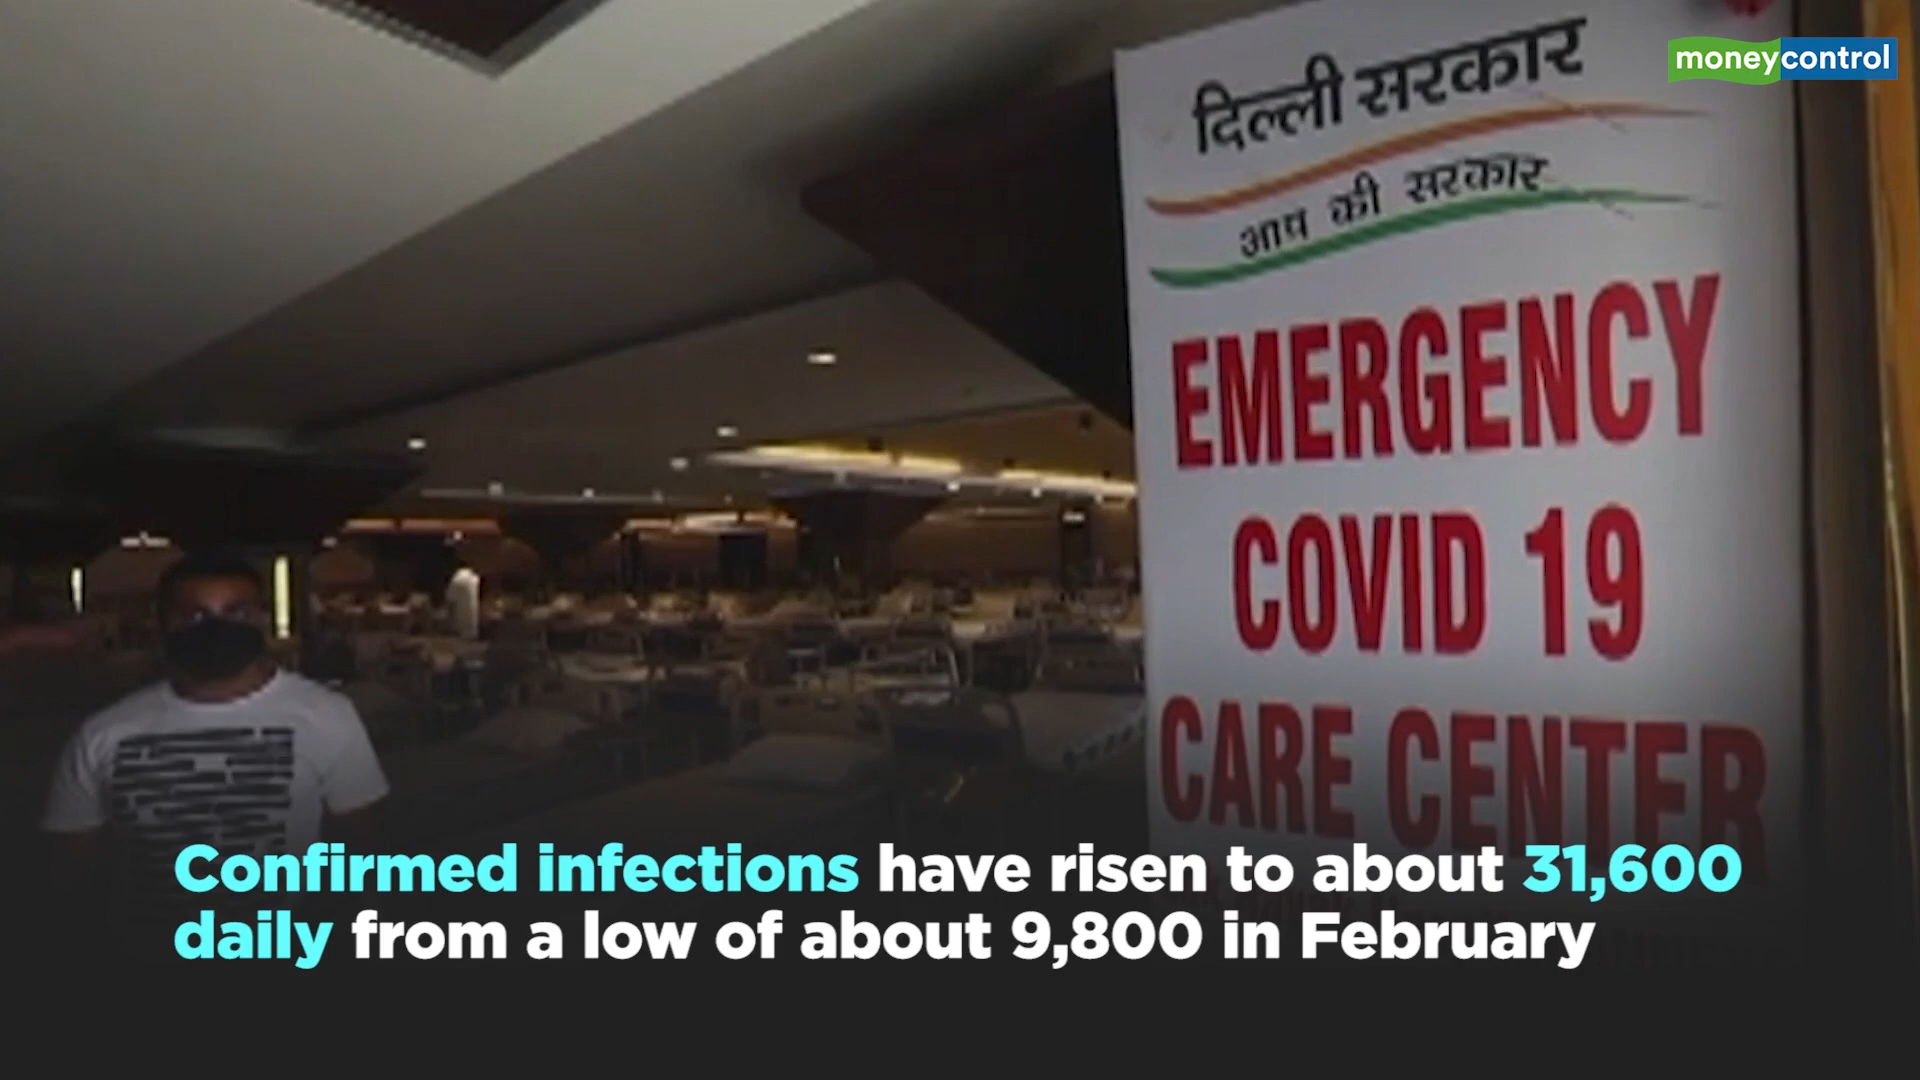 moneycontrol
दिल्ली सरकार
आप की सरकार
EMERGENCY
COVID 19
CARE CENTER
Confirmed infections have risen to about 31,600
daily from a low of about 9,800 in February